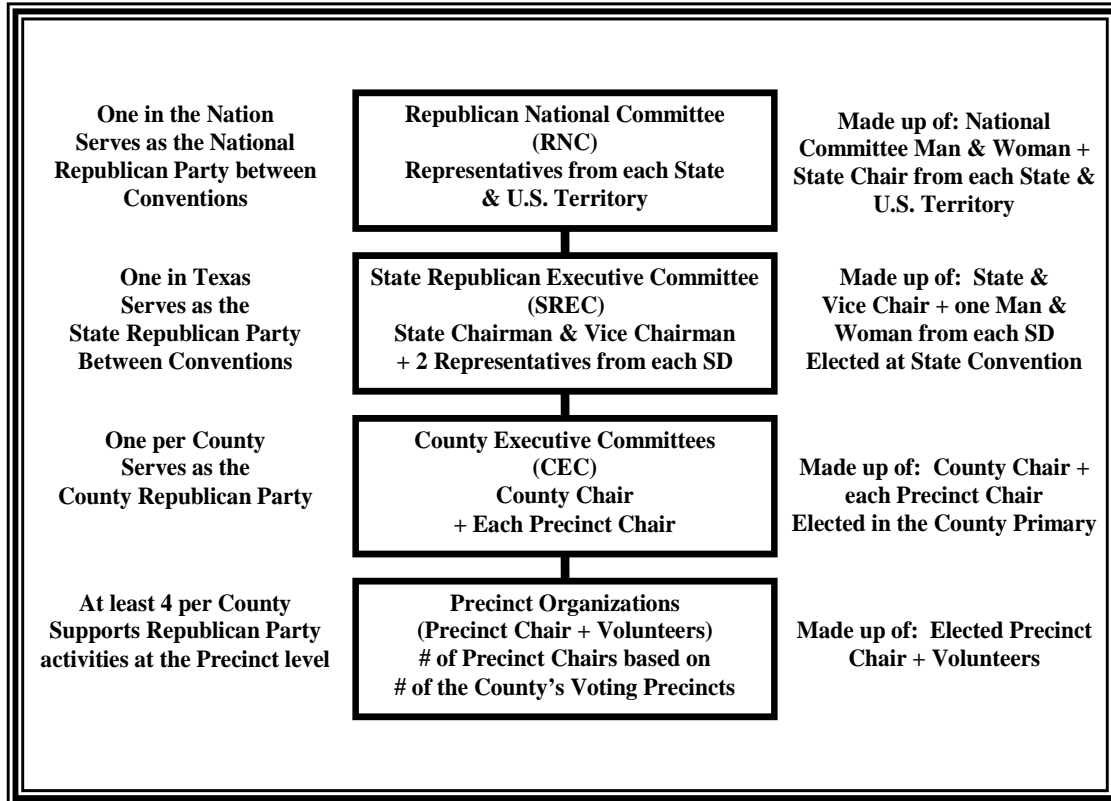 One in the Nation
Serves as the National
Republican Party between
Conventions
Republican National Committee
(RNC)
Representatives from each State
& U.S. Territory
Made up of: National
Committee Man & Woman +
State Chair from each State &
U.S. Territory
One in Texas
Serves as the
State Republican Party
Between Conventions
State Republican Executive Committee
(SREC)
State Chairman & Vice Chairman
+ 2 Representatives from each SD
Made up of: State &
Vice Chair + one Man &
Woman from each SD
Elected at State Convention
One per County
Serves as the
County Republican Party
County Executive Committees
(CEC)
County Chair
+ Each Precinct Chair
Made up of: County Chair +
each Precinct Chair
Elected in the County Primary
At least 4 per County
Supports Republican Party
activities at the Precinct level
Precinct Organizations
(Precinct Chair + Volunteers)
# of Precinct Chairs based on
# of the County’s Voting Precincts
Made up of: Elected Precinct
Chair + Volunteers